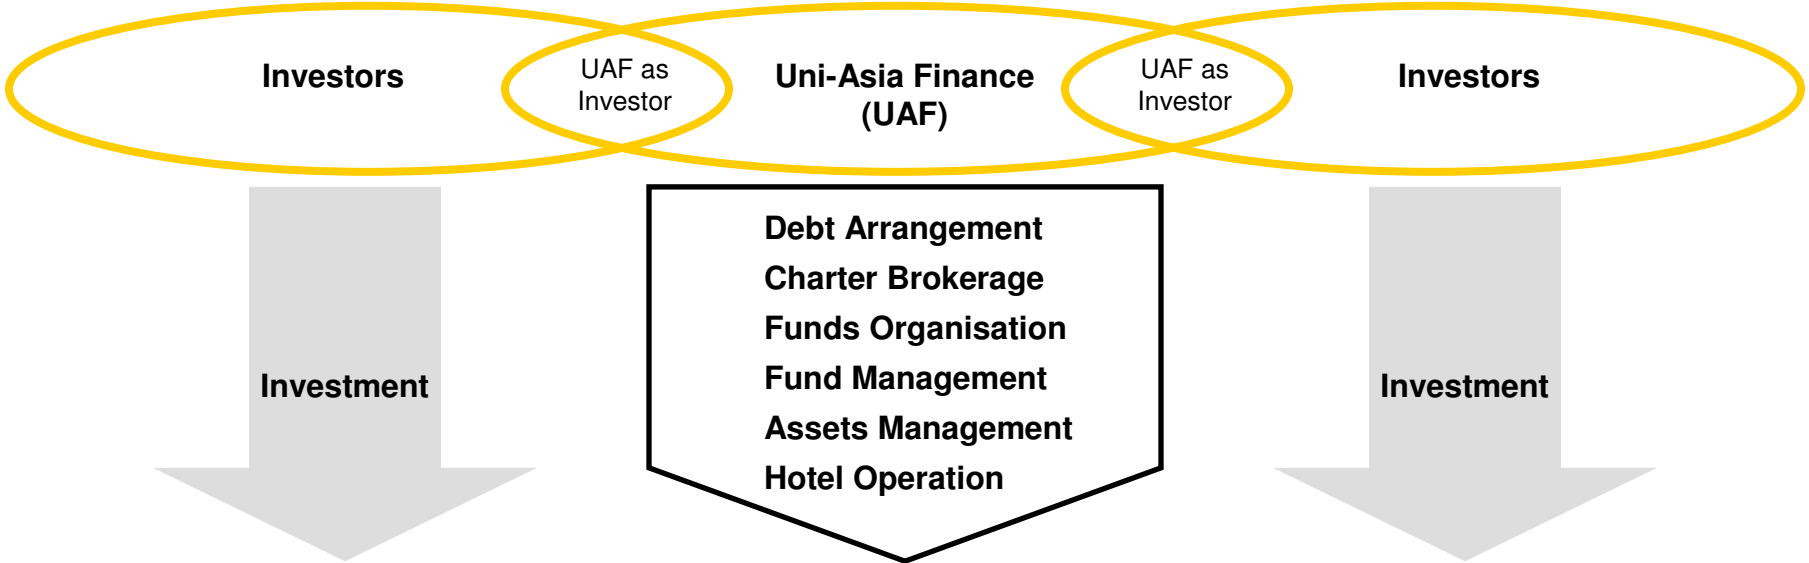 Investors
UAF as
Investor
Uni-Asia Finance
(UAF)
UAF as
Investor
Investors
Investment
Debt Arrangement
Charter Brokerage
Funds Organisation
Fund Management
Assets Management
Hotel Operation
Investment